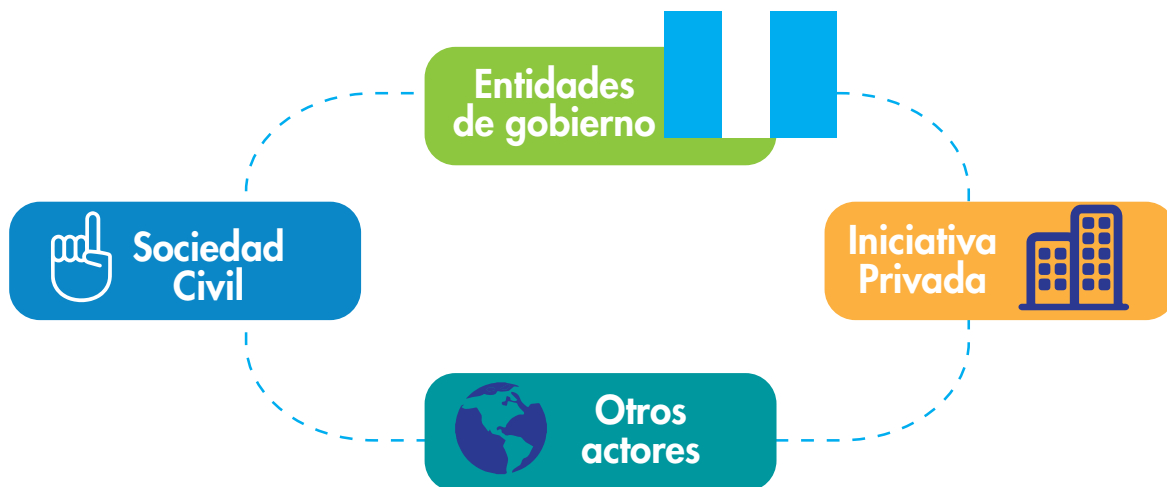 Entidades
de gobierno
Sociedad
Civil
Iniciativa
Privada
Otros
actores